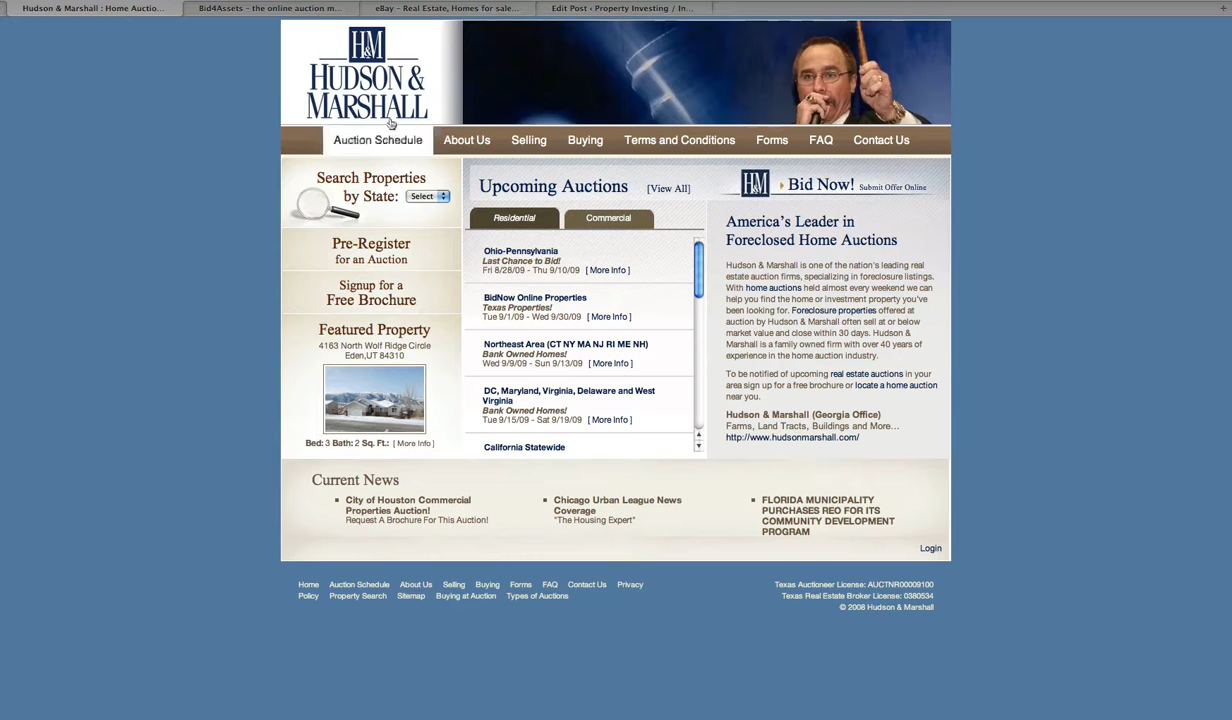 Hudson & Marshall : Home Auctio...
Bid4Assets – the online auction m...
eBay – Real Estate, Homes for sale...
Edit Post ‹ Property Investing / In...
H&M
HUDSON &
MARSHALL
Auction Schedule
About Us
Selling
Buying
Terms and Conditions
Forms
FAQ
Contact Us
Search Properties
by State:
Select
Pre-Register
for an Auction
Signup for a
Free Brochure
Featured Property
4163 North Wolf Ridge Circle
Eden,UT 84310
Bed: 3 Bath: 2 Sq. Ft.: [ More Info ]
Upcoming Auctions [View All]
Residential
Commercial
Ohio-Pennsylvania
Last Chance to Bid!
Fri 8/28/09 - Thu 9/10/09 [ More Info ]
BidNow Online Properties
Texas Properties!
Tue 9/1/09 - Wed 9/30/09 [ More Info ]
Northeast Area (CT NY MA NJ RI ME NH)
Bank Owned Homes!
Wed 9/9/09 - Sun 9/13/09 [ More Info ]
DC, Maryland, Virginia, Delaware and West
Virginia
Bank Owned Homes!
Tue 9/15/09 - Sat 9/19/09 [ More Info ]
California Statewide
H&M
Bid Now! Submit Offer Online
America's Leader in
Foreclosed Home Auctions
Hudson & Marshall is one of the nation's leading real
estate auction firms, specializing in foreclosure listings.
With home auctions held almost every weekend we can
help you find the home or investment property you've
been looking for. Foreclosure properties offered at
auction by Hudson & Marshall often sell at or below
market value and close within 30 days. Hudson &
Marshall is a family owned firm with over 40 years of
experience in the home auction industry.
To be notified of upcoming real estate auctions in your
area sign up for a free brochure or locate a home auction
near you.
Hudson & Marshall (Georgia Office)
Farms, Land Tracts, Buildings and More...
http://www.hudsonmarshall.com/
Current News
City of Houston Commercial
Properties Auction!
Request A Brochure For This Auction!
Chicago Urban League News
Coverage
"The Housing Expert"
FLORIDA MUNICIPALITY
PURCHASES REO FOR ITS
COMMUNITY DEVELOPMENT
PROGRAM
Login
Home Auction Schedule About Us Selling Buying Forms FAQ Contact Us Privacy
Policy Property Search Sitemap Buying at Auction Types of Auctions
Texas Auctioneer License: AUCTNR00009100
Texas Real Estate Broker License: 0380534
© 2008 Hudson & Marshall